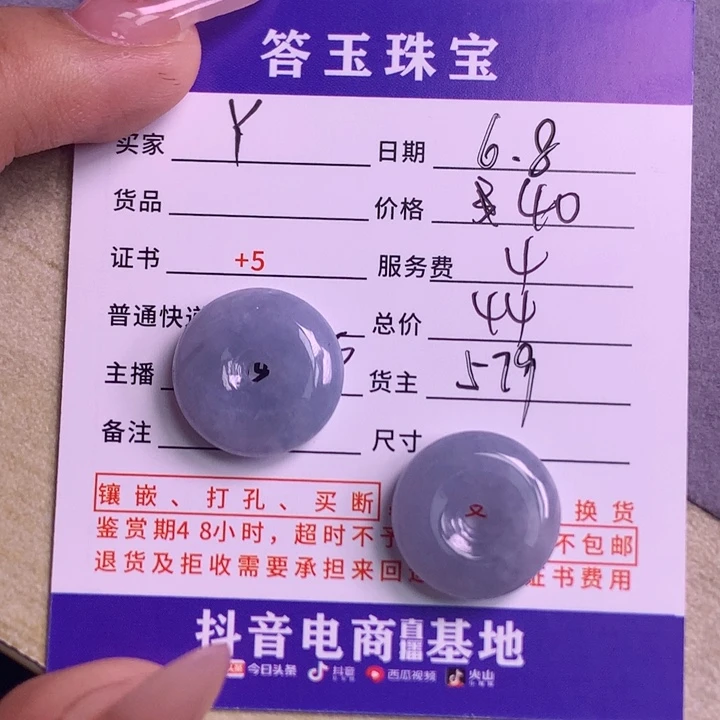 答玉珠宝
买家 Y 日期 6.8
货品 价格 40
证书 +5 服务费 4
普通快递 总价 44
主播 货主 579
备注 尺寸
镶嵌、打孔、买断 换货
鉴赏期48小时，超时不予 不包邮
退货及拒收需要承担来回 证书费用
抖音电商直播基地
今日头条 抖音 西瓜视频 火山